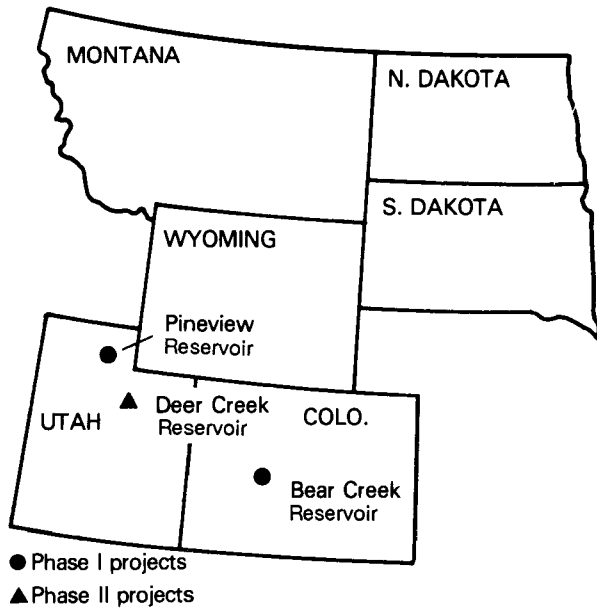 MONTANA
N. DAKOTA
S. DAKOTA
WYOMING
Pineview
Reservoir
UTAH
Deer Creek
Reservoir
COLO.
Bear Creek
Reservoir
Phase I projects
Phase II projects